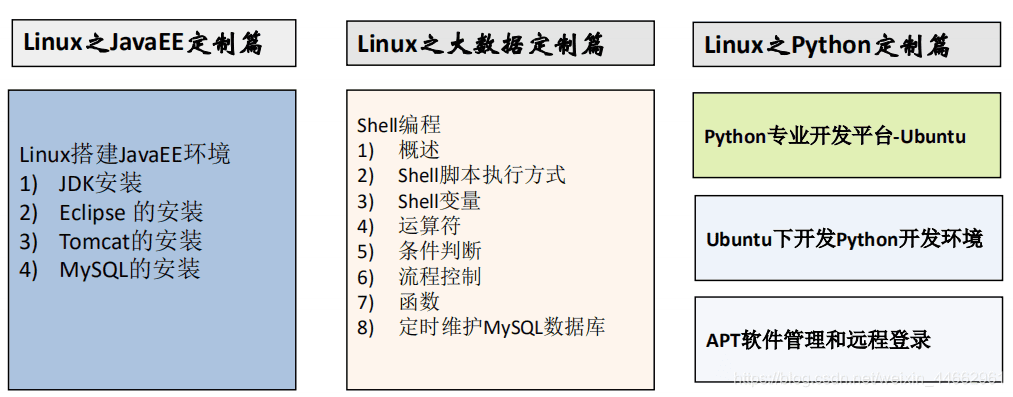 Linux之JavaEE定制篇
Linux搭建JavaEE环境
1) JDK安装
2) Eclipse 的安装
3) Tomcat的安装
4) MySQL的安装
Linux之大数据定制篇
Shell编程
1) 概述
2) Shell脚本执行方式
3) Shell变量
4) 运算符
5) 条件判断
6) 流程控制
7) 函数
8) 定时维护MySQL数据库
Linux之Python定制篇
Python专业开发平台-Ubuntu
Ubuntu下开发Python开发环境
APT软件管理和远程登录
https://blog.csdn.net/weixin_44662961